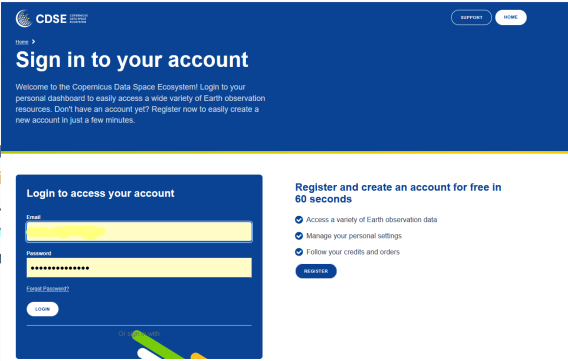 CDSE COPERNICUS
DATA SPACE
ECOSYSTEM
SUPPORT
HOME
Home >
Sign in to your account
Welcome to the Copernicus Data Space Ecosystem! Login to your
personal dashboard to easily access a wide variety of Earth observation
resources. Don't have an account yet? Register now to easily create a
new account in just a few minutes.
Login to access your account
Email
Password
Forgot Password?
LOGIN
Or sign in with
Register and create an account for free in
60 seconds
Access a variety of Earth observation data
Manage your personal settings
Follow your credits and orders
REGISTER